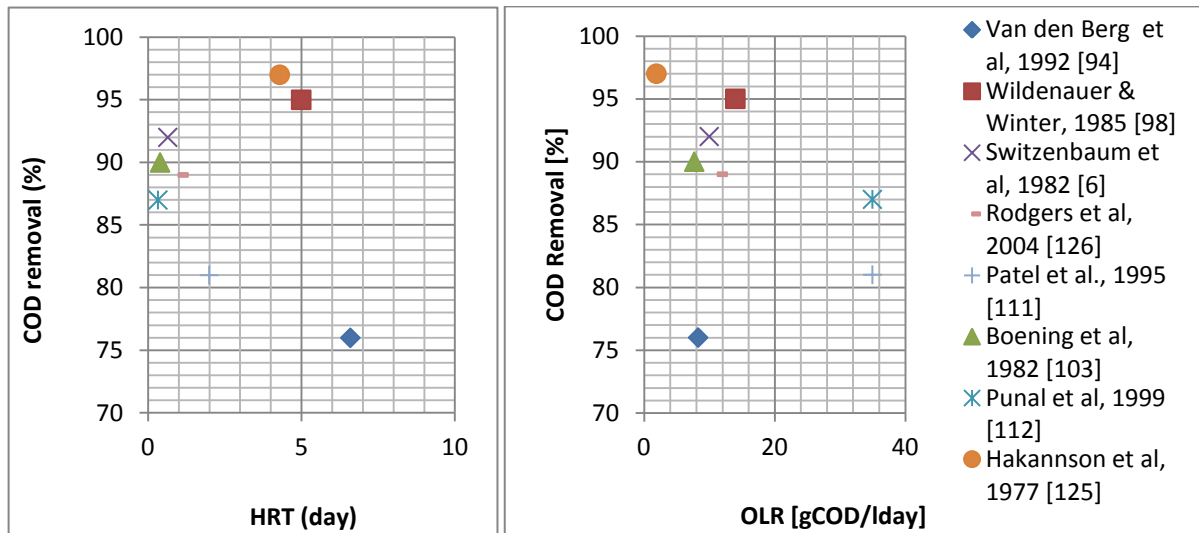 100
95
90
85
80
75
70
COD removal (%)
0
5
10
HRT (day)
100
95
90
85
80
75
70
COD Removal [%]
0
20
40
OLR [gCOD/lday]
Van den Berg et
al, 1992 [94]
Wildenauer &
Winter, 1985 [98]
Switzenbaum et
al, 1982 [6]
Rodgers et al,
2004 [126]
Patel et al., 1995
[111]
Boening et al,
1982 [103]
Punal et al, 1999
[112]
Hakannson et al,
1977 [125]